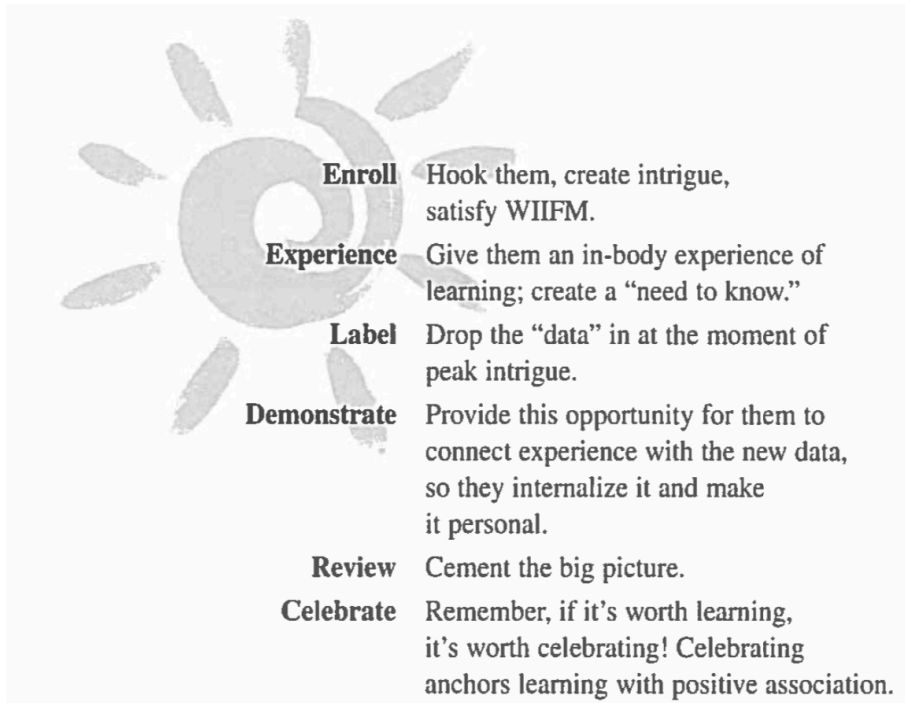 Enroll Hook them, create intrigue,
satisfy WIIFM.
Experience Give them an in-body experience of
learning; create a “need to know.”
Label Drop the “data” in at the moment of
peak intrigue.
Demonstrate Provide this opportunity for them to
connect experience with the new data,
so they internalize it and make
it personal.
Review Cement the big picture.
Celebrate Remember, if it’s worth learning,
it’s worth celebrating! Celebrating
anchors learning with positive association.